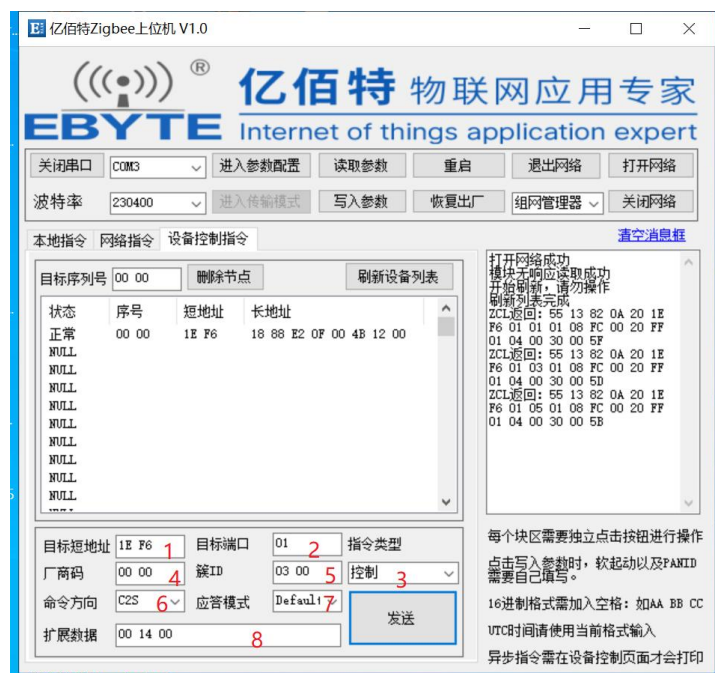 亿佰特Zigbee上位机 V1.0
®
亿佰特 物联网应用专家
EBYTE Internet of things application expert
关闭串口 COM3 进入参数配置 读取参数 重启 退出网络 打开网络
波特率 230400 进入传输模式 写入参数 恢复出厂 组网管理器 关闭网络
本地指令 网络指令 设备控制指令 清空消息框
目标序列号 00 00 删除节点 刷新设备列表
状态 序号 短地址 长地址
正常 00 00 1E F6 18 88 E2 0F 00 4B 12 00
NULL
NULL
NULL
NULL
NULL
NULL
NULL
NULL
NULL
打开网络成功
模块无响应读取成功
开始刷新，请勿操作
刷新列表完成
ZCL返回: 55 13 82 0A 20 1E
F6 01 01 01 08 FC 00 20 FF
01 04 00 30 00 5F
ZCL返回: 55 13 82 0A 20 1E
F6 01 03 01 08 FC 00 20 FF
01 04 00 30 00 5D
ZCL返回: 55 13 82 0A 20 1E
F6 01 05 01 08 FC 00 20 FF
01 04 00 30 00 5B
目标短地址 1E F6 1 目标端口 01 2 指令类型
厂商码 00 00 4 簇ID 03 00 5 控制 3
命令方向 C2S 6 应答模式 Default 7 发送
扩展数据 00 14 00 8
每个块区需要独立点击按钮进行操作
点击写入参数时，软起动以及PANID
需要自己填写。
16进制格式需加入空格: 如AA BB CC
UTC时间请使用当前格式输入
异步指令需在设备控制页面才会打印